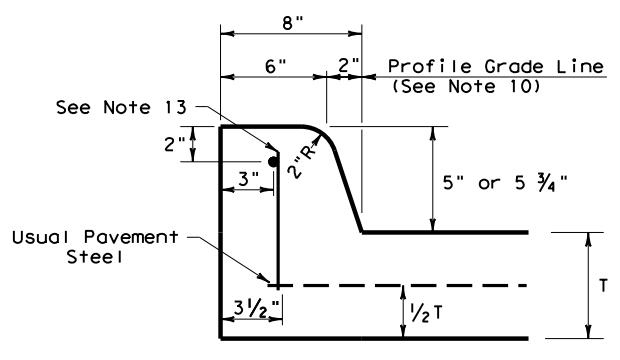 8"
6"
2"
Profile Grade Line
(See Note 10)
See Note 13
2"
2"R
3"
5" or 5 ¾"
Usual Pavement
Steel
T
3½"
½T